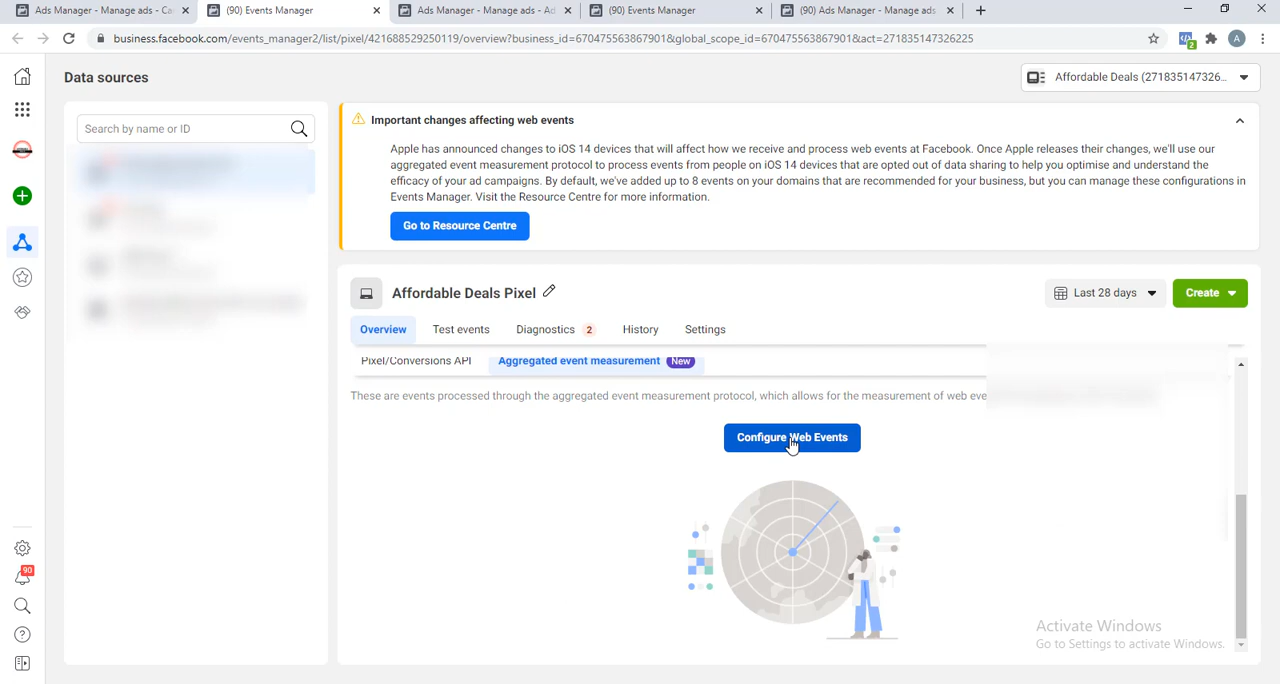 Ads Manager - Manage ads - Ca
(90) Events Manager
Ads Manager - Manage ads - Ad
(90) Events Manager
(90) Ads Manager - Manage ads
business.facebook.com/events_manager2/list/pixel/421688529250119/overview?business_id=670475563867901&global_scope_id=670475563867901&act=271835147326225
2
A
Data sources
Affordable Deals (271835147326...
Search by name or ID
Important changes affecting web events
Apple has announced changes to iOS 14 devices that will affect how we receive and process web events at Facebook. Once Apple releases their changes, we'll use our
aggregated event measurement protocol to process events from people on iOS 14 devices that are opted out of data sharing to help you optimise and understand the
efficacy of your ad campaigns. By default, we've added up to 8 events on your domains that are recommended for your business, but you can manage these configurations in
Events Manager. Visit the Resource Centre for more information.
Go to Resource Centre
Affordable Deals Pixel
Last 28 days
Create
Overview
Test events
Diagnostics 2
History
Settings
Pixel/Conversions API
Aggregated event measurement New
These are events processed through the aggregated event measurement protocol, which allows for the measurement of web eve
Configure Web Events
90
Activate Windows
Go to Settings to activate Windows.